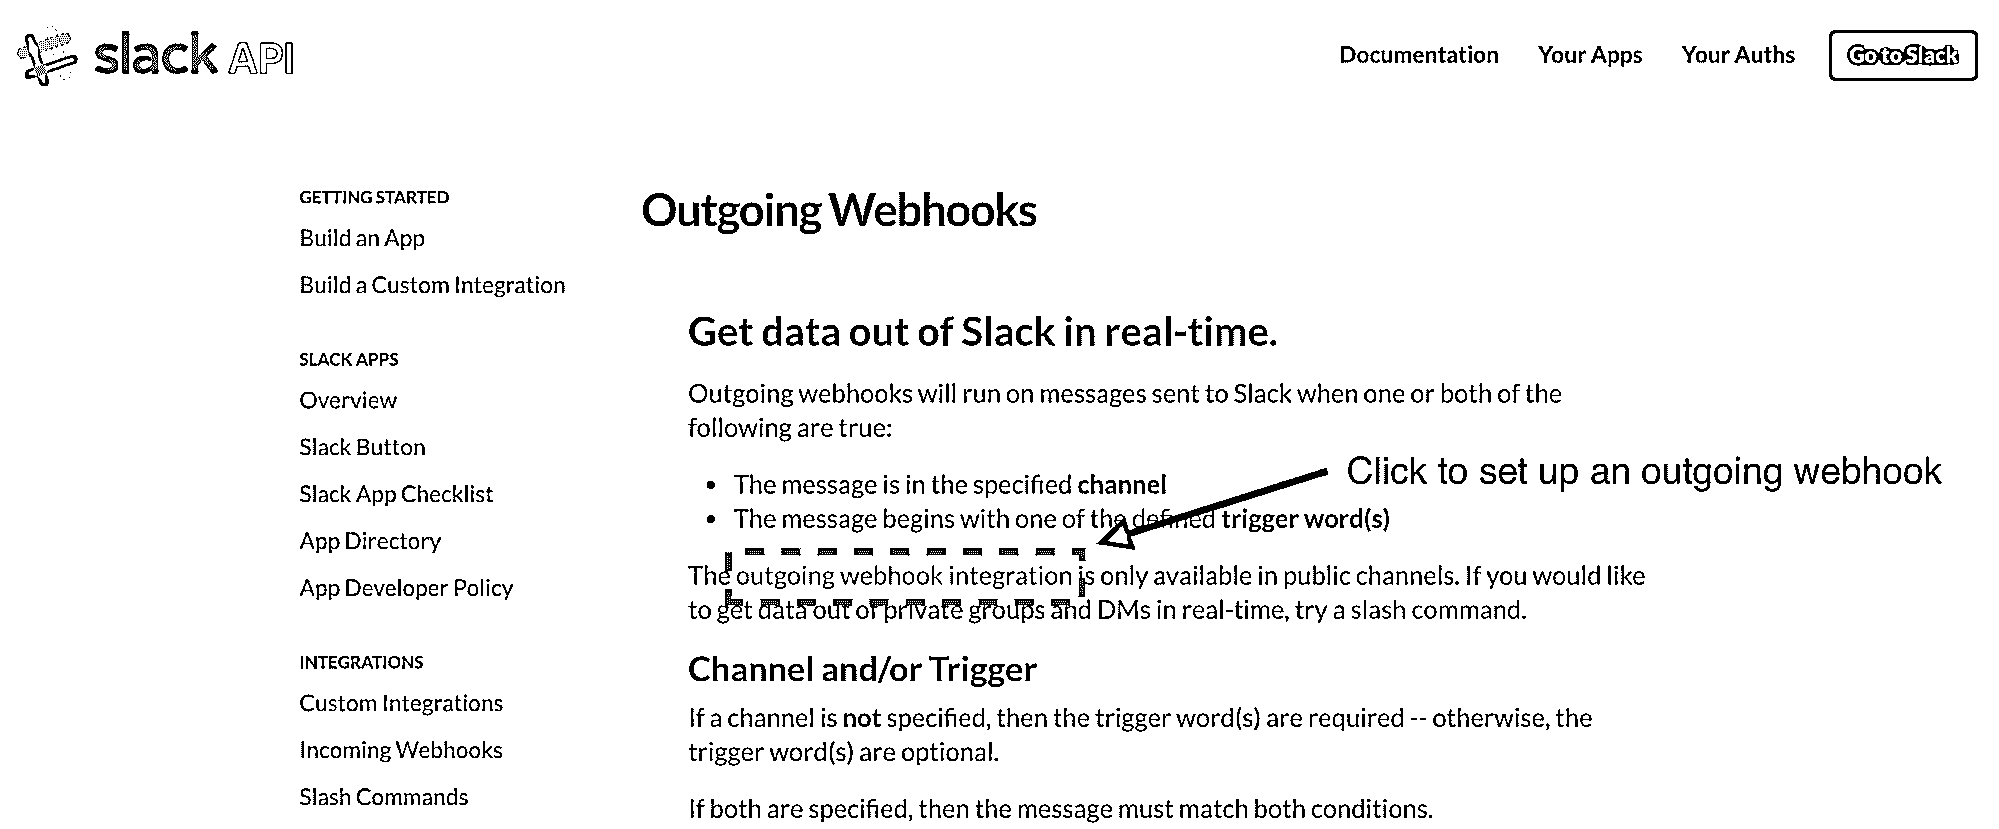 slack API
Documentation Your Apps Your Auths Go to Slack
GETTING STARTED
Build an App
Build a Custom Integration
SLACK APPS
Overview
Slack Button
Slack App Checklist
App Directory
App Developer Policy
INTEGRATIONS
Custom Integrations
Incoming Webhooks
Slash Commands
Outgoing Webhooks
Get data out of Slack in real-time.
Outgoing webhooks will run on messages sent to Slack when one or both of the
following are true:
• The message is in the specified channel
• The message begins with one of the defined trigger word(s)
Click to set up an outgoing webhook
The outgoing webhook integration is only available in public channels. If you would like
to get data out of private groups and DMs in real-time, try a slash command.
Channel and/or Trigger
If a channel is not specified, then the trigger word(s) are required -- otherwise, the
trigger word(s) are optional.
If both are specified, then the message must match both conditions.